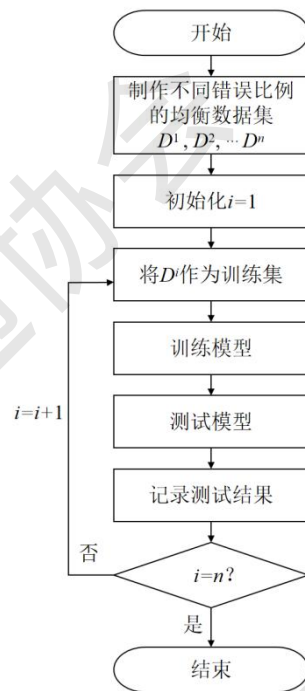 开始
制作不同错误比例
的均衡数据集
D¹, D², ···Dⁿ
初始化i=1
将Dⁱ作为训练集
训练模型
i=i+1
测试模型
记录测试结果
否
i=n?
是
结束
协会